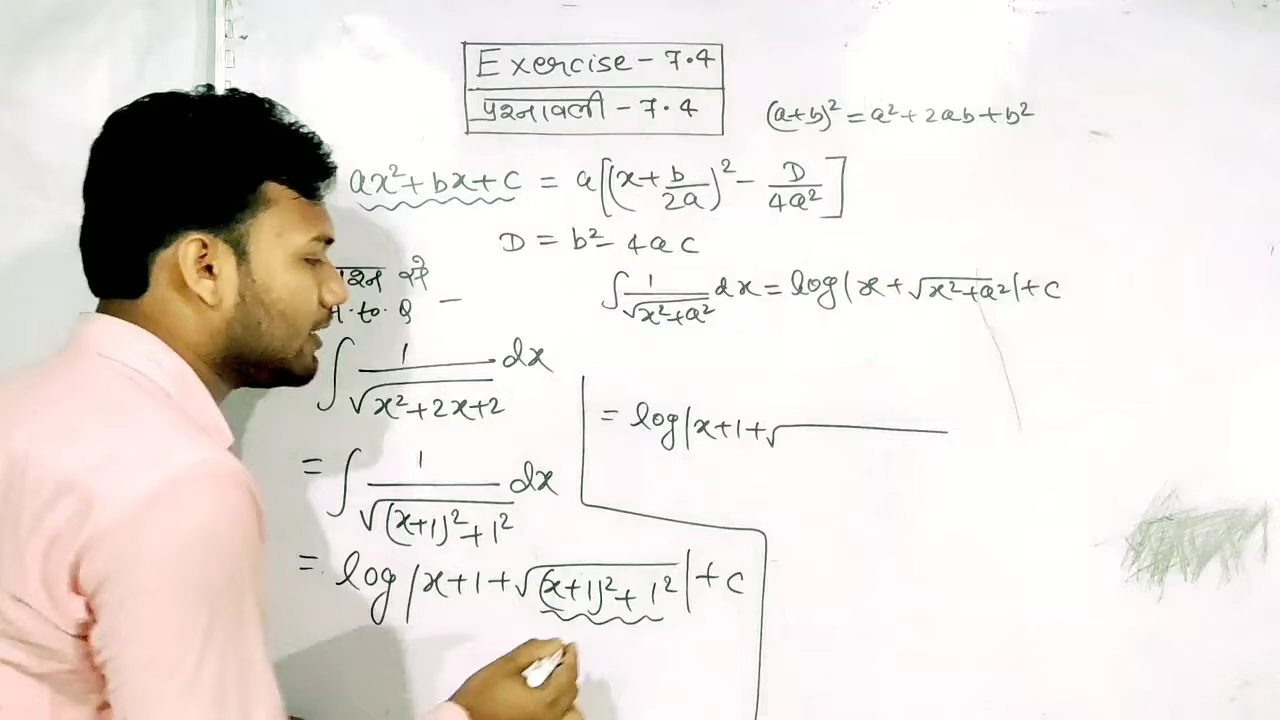 Exercise - 7.4
प्रश्नावली - 7.4
(a+b)² = a² + 2ab + b²
ax² + bx + c = a[(x + b/2a)² - D/4a²]
D = b² - 4ac
से
to Q -
∫ 1/√(x²+a²) dx = log|x + √(x²+a²)| + c
∫ 1/√(x²+2x+2) dx
= ∫ 1/√((x+1)² + 1²) dx
= log|x+1+√((x+1)² + 1²)| + c
= log|x+1+√